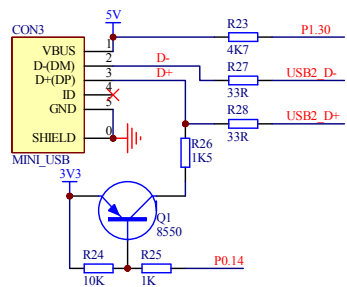 5V
CON3
R23
P1.30
VBUS 1
4K7
D-(DM) 2 D- R27 USB2_D-
D+(DP) 3 D+
33R
ID 4
GND 5
R28 USB2_D+
SHIELD 0
33R
MINI_USB
R26
1K5
3V3
Q1
8550
R24 R25 P0.14
10K 1K